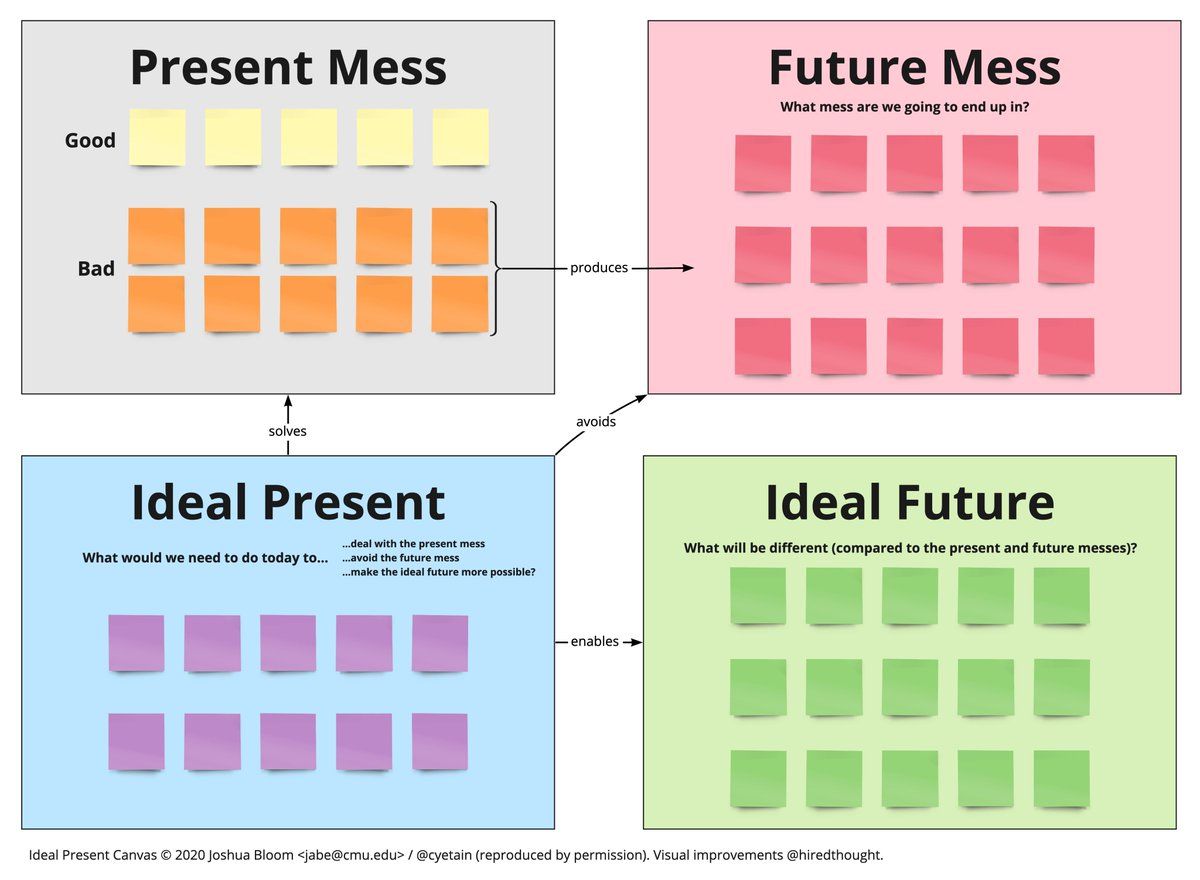 Present Mess
Good
Bad
produces
Future Mess
What mess are we going to end up in?
solves
avoids
Ideal Present
What would we need to do today to...
...deal with the present mess
...avoid the future mess
...make the ideal future more possible?
enables
Ideal Future
What will be different (compared to the present and future messes)?
Ideal Present Canvas © 2020 Joshua Bloom <jabe@cmu.edu> / @cyetain (reproduced by permission). Visual improvements @hiredthought.